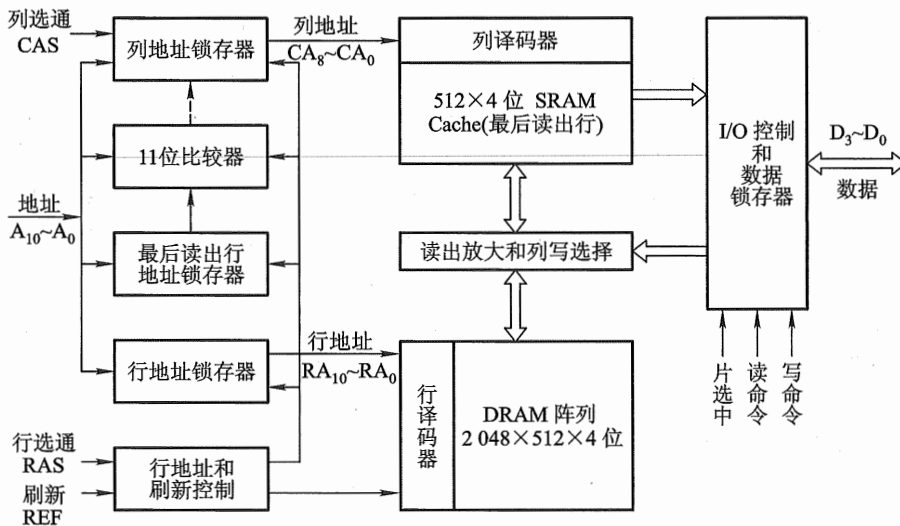 列选通
CAS
列地址锁存器
列地址
CA₈~CA₀
列译码器
512×4 位 SRAM
Cache(最后读出行)
I/O 控制
和
数据
锁存器
D₃~D₀
数据
11位比较器
地址
A₁₀~A₀
最后读出行
地址锁存器
读出放大和列写选择
行地址锁存器
行地址
RA₁₀~RA₀
行译码器
DRAM 阵列
2 048×512×4 位
片选中
读命令
写命令
行选通
RAS
刷新
REF
行地址和
刷新控制